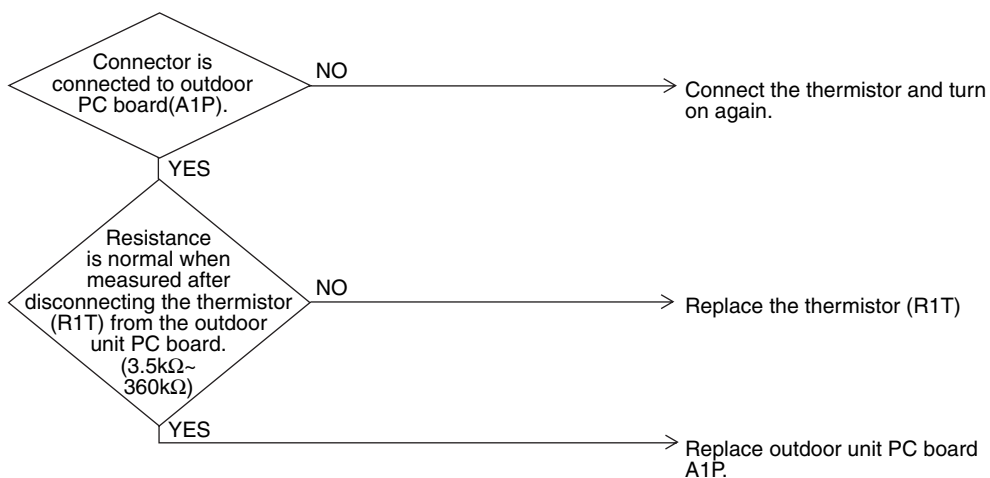 Connector is
connected to outdoor
PC board(A1P).
NO
Connect the thermistor and turn
on again.
YES
Resistance
is normal when
measured after
disconnecting the thermistor
(R1T) from the outdoor
unit PC board.
(3.5kΩ~
360kΩ)
NO
Replace the thermistor (R1T)
YES
Replace outdoor unit PC board
A1P.